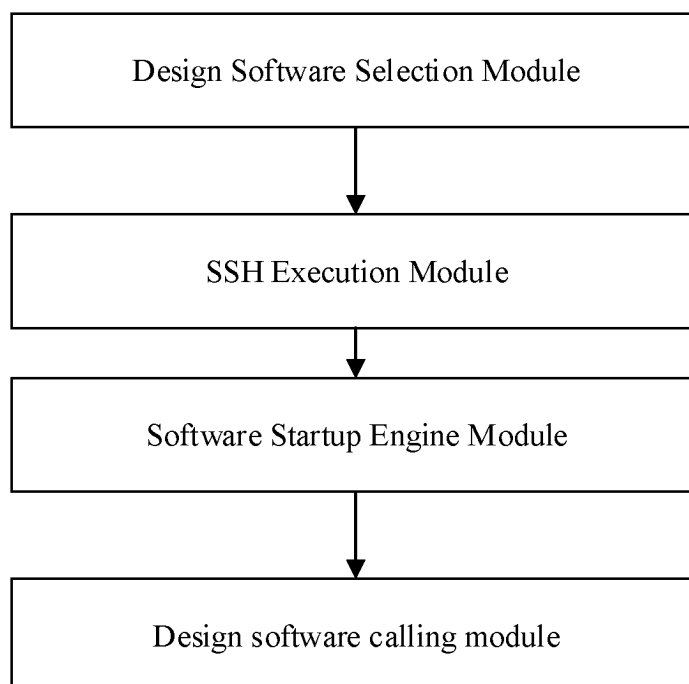 Design Software Selection Module
SSH Execution Module
Software Startup Engine Module
Design software calling module